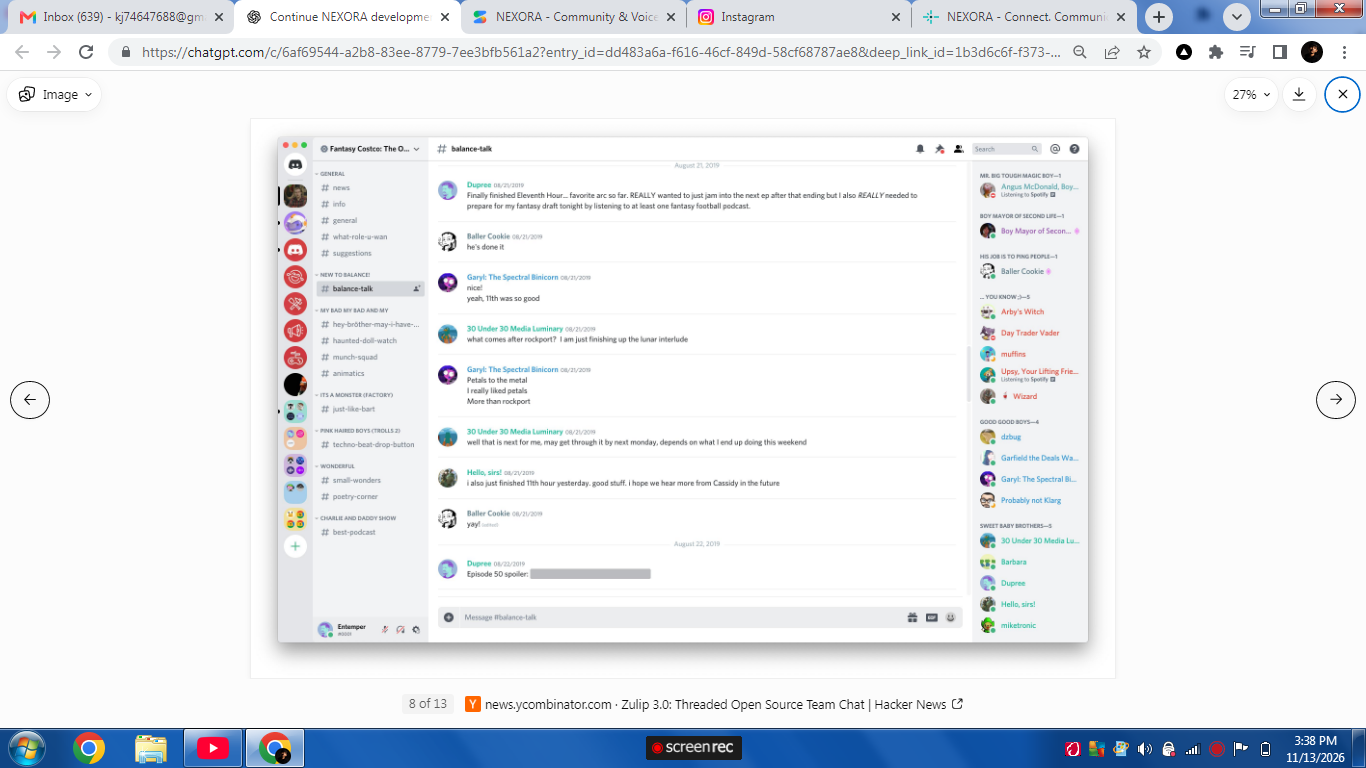 Inbox (639) - kj74647688@gm
Continue NEXORA developme
NEXORA - Community & Voice
Instagram
NEXORA - Connect. Communi
https://chatgpt.com/c/6af69544-a2b8-83ee-8779-7ee3bfb561a2?entry_id=dd483a6a-f616-46cf-849d-58cf68787ae8&deep_link_id=1b3d6c6f-f373-...
Image
27%
Fantasy Costco: The O...
# balance-talk
Search
GENERAL
# news
# info
# general
# what-role-u-wan
# suggestions
NEW TO BALANCE!
# balance-talk
MY BAD MY BAD AND MY
# hey-bröther-may-i-have-...
# haunted-doll-watch
# munch-squad
# animatics
ITS A MONSTER (FACTORY)
# just-like-bart
PINK HAIRED BOYS (TROLLS 2)
# techno-beat-drop-button
WONDERFUL
# small-wonders
# poetry-corner
CHARLIE AND DADDY SHOW
# best-podcast
Entemper
#0001
August 21, 2019
Dupree 08/21/2019
Finally finished Eleventh Hour... favorite arc so far. REALLY wanted to just jam into the next ep after that ending but I also REALLY needed to
prepare for my fantasy draft tonight by listening to at least one fantasy football podcast.
Baller Cookie 08/21/2019
he's done it
Garyl: The Spectral Binicorn 08/21/2019
nice!
yeah, 11th was so good
30 Under 30 Media Luminary 08/21/2019
what comes after rockport? I am just finishing up the lunar interlude
Garyl: The Spectral Binicorn 08/21/2019
Petals to the metal
I really liked petals
More than rockport
30 Under 30 Media Luminary 08/21/2019
well that is next for me, may get through it by next monday, depends on what I end up doing this weekend
Hello, sirs! 08/21/2019
i also just finished 11th hour yesterday. good stuff. i hope we hear more from Cassidy in the future
Baller Cookie 08/21/2019
yay! (edited)
August 22, 2019
Dupree 08/22/2019
Episode 50 spoiler:
Message #balance-talk
GIF
MR. BIG TOUGH MAGIC BOY—1
Angus McDonald, Boy...
Listening to Spotify
BOY MAYOR OF SECOND LIFE—1
Boy Mayor of Secon...
HIS JOB IS TO PING PEOPLE—1
Baller Cookie
... YOU KNOW ;)—5
Arby's Witch
Day Trader Vader
muffins
Upsy, Your Lifting Frie...
Listening to Spotify
Wizard
GOOD GOOD BOYS—4
dzbug
Garfield the Deals Wa...
Garyl: The Spectral Bi...
Probably not Klarg
SWEET BABY BROTHERS—5
30 Under 30 Media Lu...
Barbara
Dupree
Hello, sirs!
miketronic
8 of 13
Y news.ycombinator.com · Zulip 3.0: Threaded Open Source Team Chat | Hacker News
screenrec
3:38 PM
11/13/2026